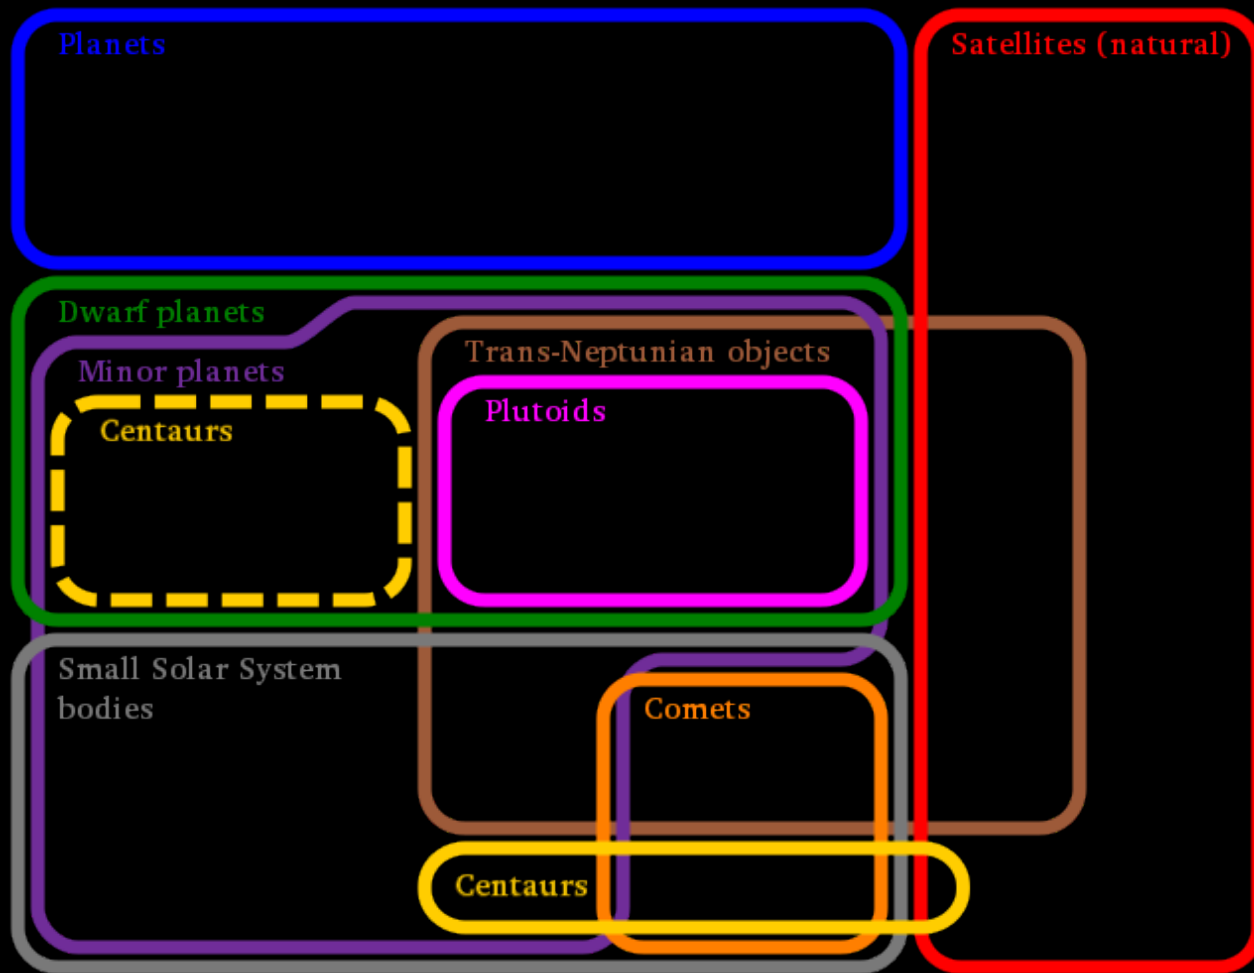 Planets
Satellites (natural)
Dwarf planets
Trans-Neptunian objects
Minor planets
Plutoids
Centaurs
Small Solar System
bodies
Comets
Centaurs